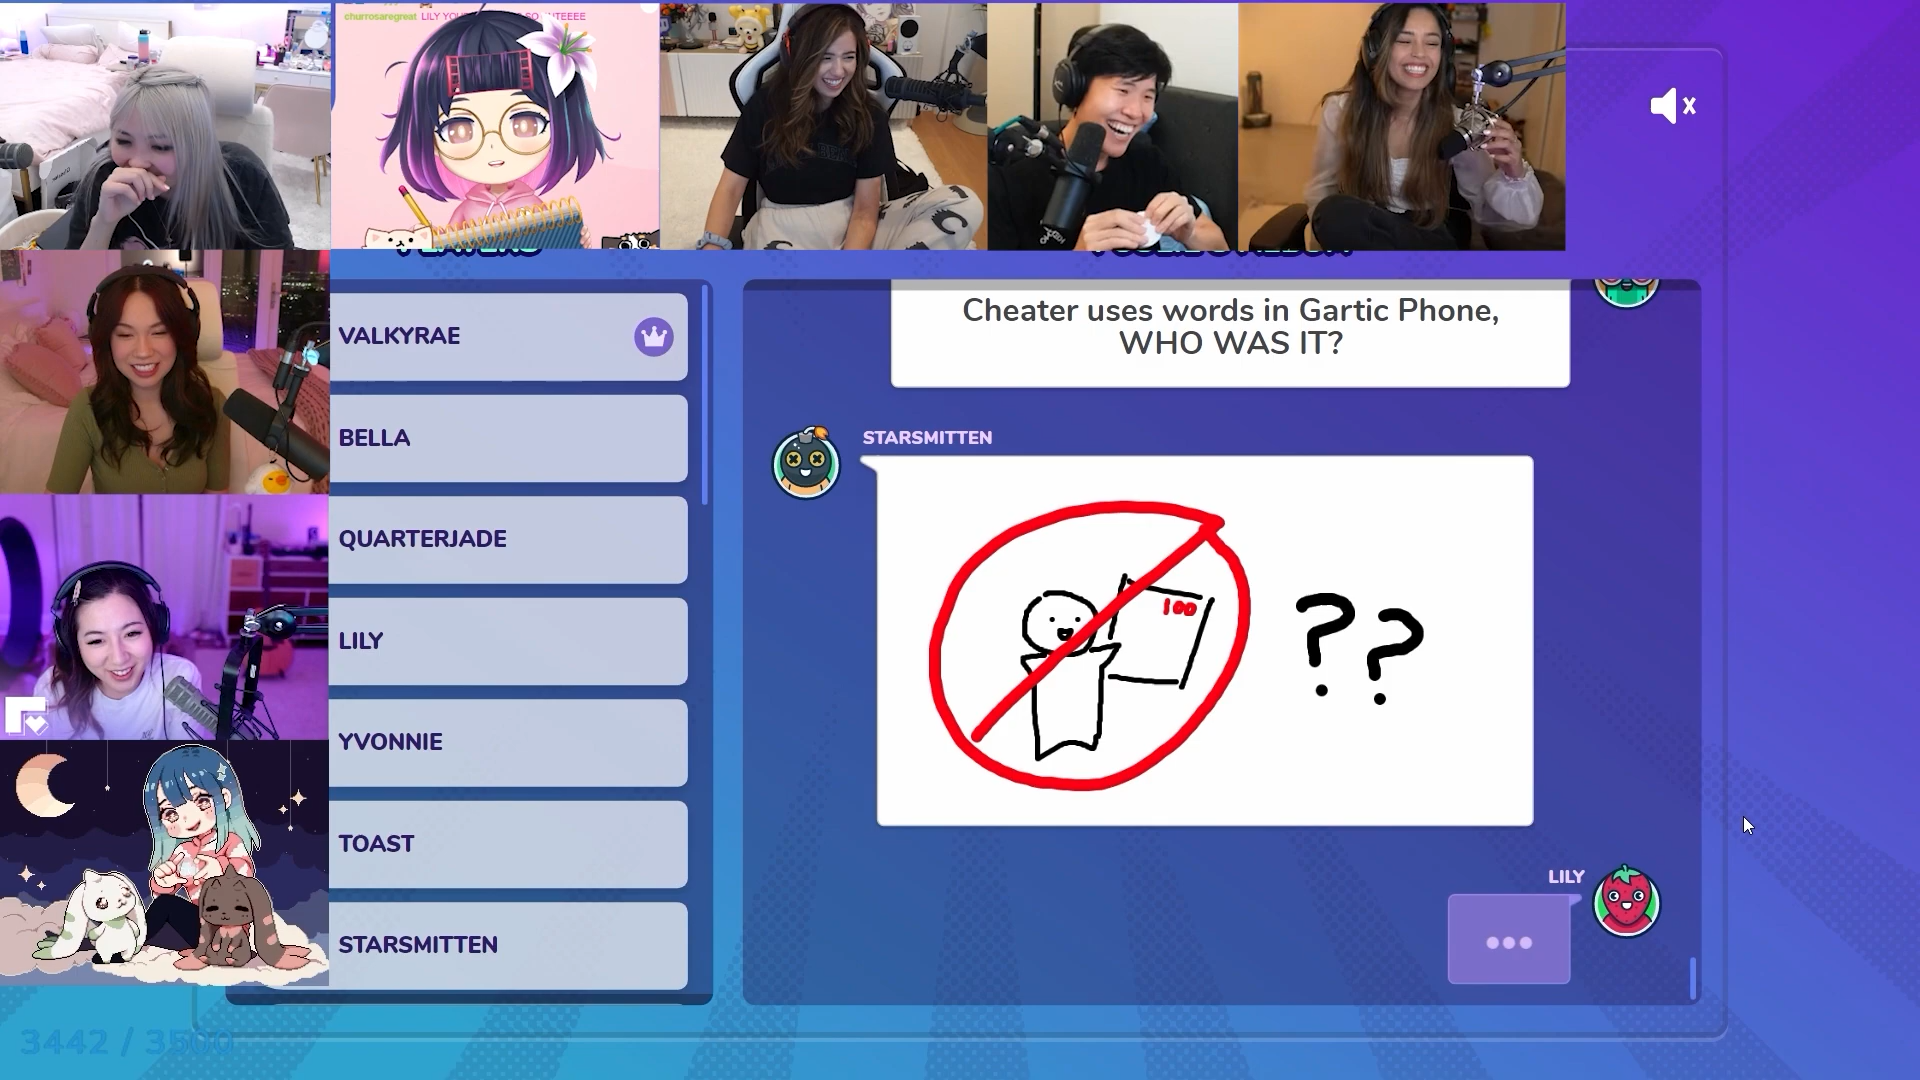 churrosaregreat
VALKYRAE
BELLA
QUARTERJADE
LILY
YVONNIE
TOAST
STARSMITTEN
Cheater uses words in Gartic Phone,
WHO WAS IT?
STARSMITTEN
100
??
LILY
3442 / 3500